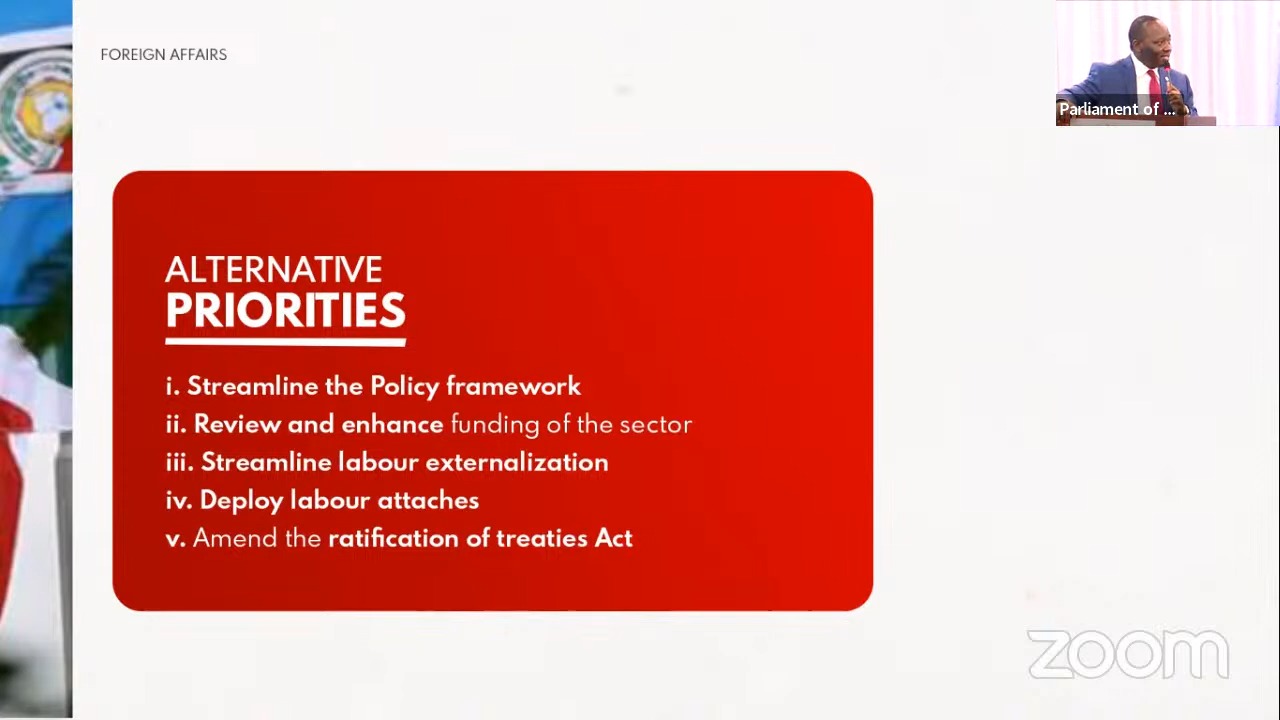 FOREIGN AFFAIRS
Parliament of ...
ALTERNATIVE
PRIORITIES
i. Streamline the Policy framework
ii. Review and enhance funding of the sector
iii. Streamline labour externalization
iv. Deploy labour attaches
v. Amend the ratification of treaties Act
zoom